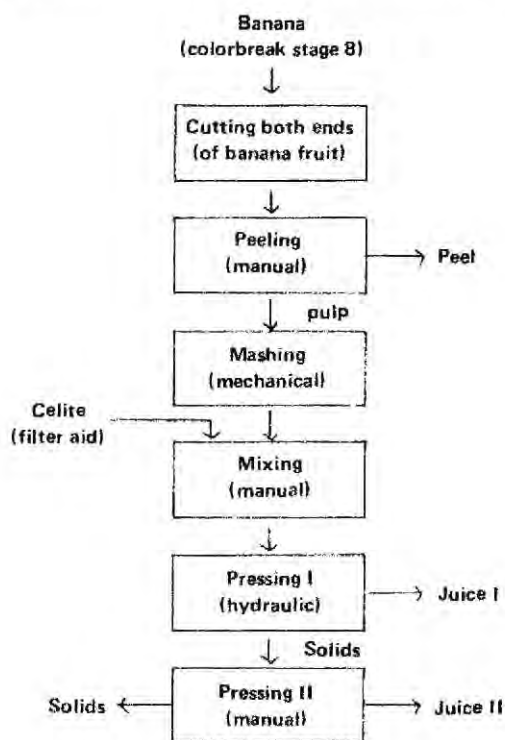 Banana
(colorbreak stage 8)
Cutting both ends
(of banana fruit)
Peeling
(manual)
Peel
pulp
Mashing
(mechanical)
Celite
(filter aid)
Mixing
(manual)
Pressing I
(hydraulic)
Juice I
Solids
Pressing II
(manual)
Solids
Juice II